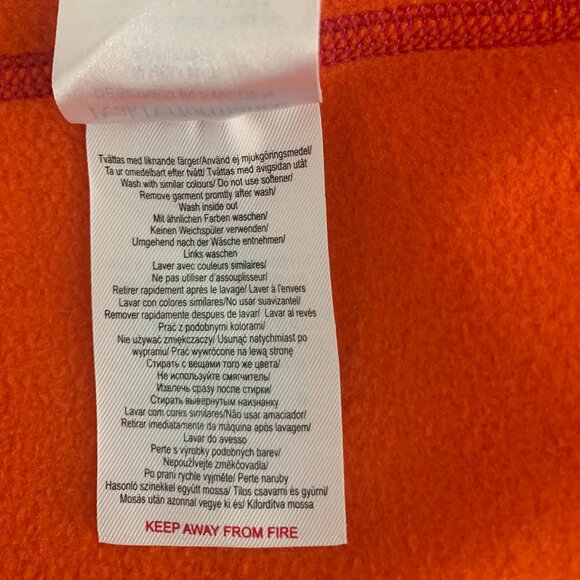 DESIGNED IN SWEDEN
Tvättas med liknande färger/Använd ej mjukgöringsmedel/
Ta ur omedelbart efter tvätt/ Tvättas med avigsidan utåt
Wash with similar colours/ Do not use softener/
Remove garment promtly after wash/
Wash inside out
Mit ähnlichen Farben waschen/
Keinen Weichspüler verwenden/
Umgehend nach der Wäsche entnehmen/
Links waschen
Laver avec couleurs similaires/
Ne pas utiliser d'assouplisseur/
Retirer rapidement après le lavage/ Laver à l'envers
Lavar con colores similares/No usar suavizantel/
Remover rapidamente despues de lavar/ Lavar al revés
Prać z podobnymi kolorami/
Nie używać zmiękczaczy/ Usunąć natychmiast po
wypraniu/ Prać wywrócone na lewą stronę
Стирать с вещами того же цвета/
Не используйте смягчитель/
Извлечь сразу после стирки/
Стирать вывернутым наизнанку
Lavar com cores similares/Não usar amaciador/
Retirar imediatamente da máquina após lavagem/
Lavar do avesso
Perte s výrobky podobných barev/
Nepoužívejte změkčovadla/
Po praní rychle vyjměte/ Perte naruby
Hasonló színekkel együtt mossa/ Tilos csavarni és gyűrni/
Mosás után azonnal vegye ki és/ Kifordítva mossa
KEEP AWAY FROM FIRE